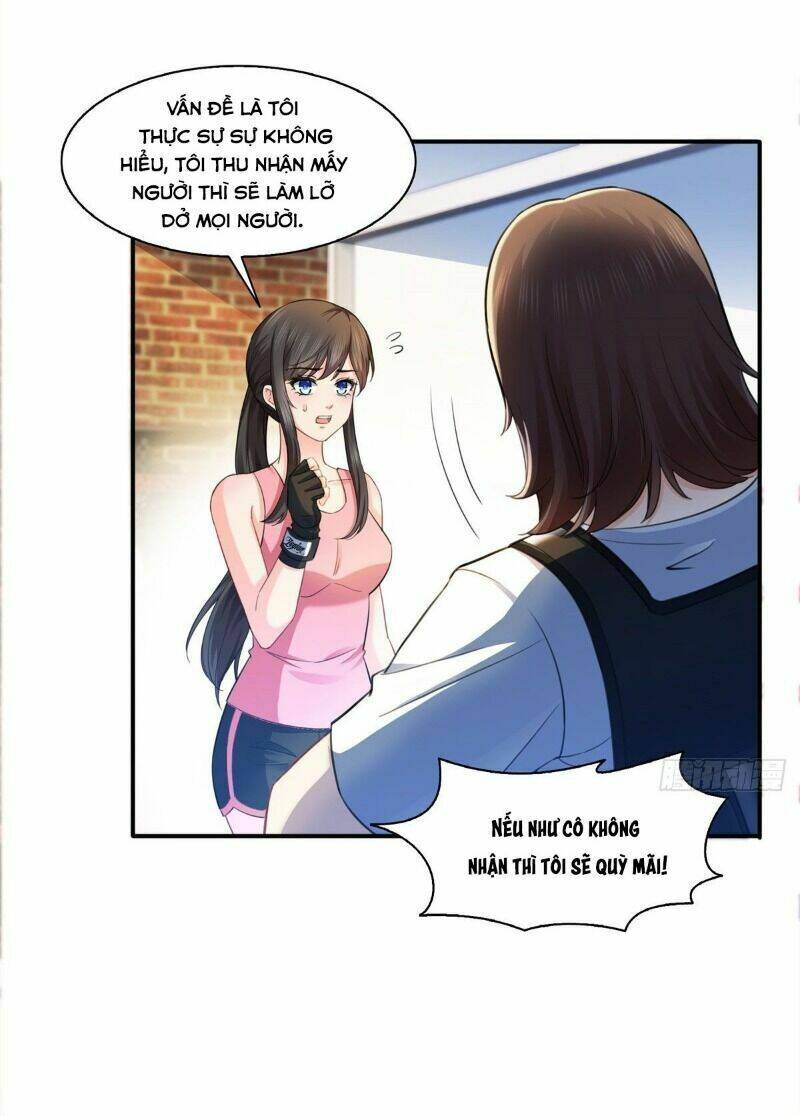 VẤN ĐỀ LÀ TÔI
THỰC SỰ SỰ KHÔNG
HIỂU, TÔI THU NHẬN MẤY
NGƯỜI THÌ SẼ LÀM LỠ
DỞ MỌI NGƯỜI.
NẾU NHƯ CÔ KHÔNG
NHẬN THÌ TÔI SẼ QUỲ MÃI!